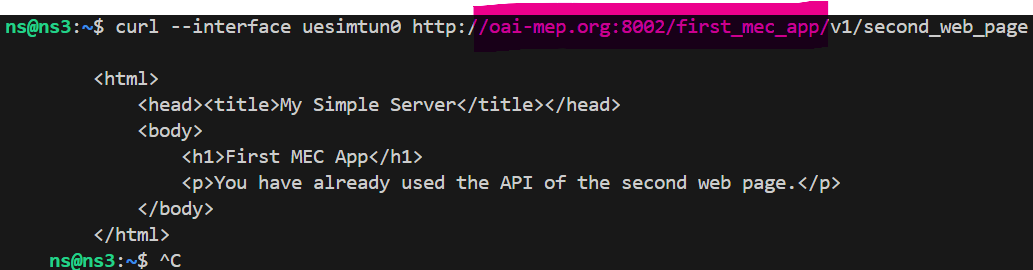 ns@ns3:~$ curl --interface uesimtun0 http://oai-mep.org:8002/first_mec_app/v1/second_web_page
<html>
<head><title>My Simple Server</title></head>
<body>
<h1>First MEC App</h1>
<p>You have already used the API of the second web page.</p>
</body>
</html>
ns@ns3:~$ ^C